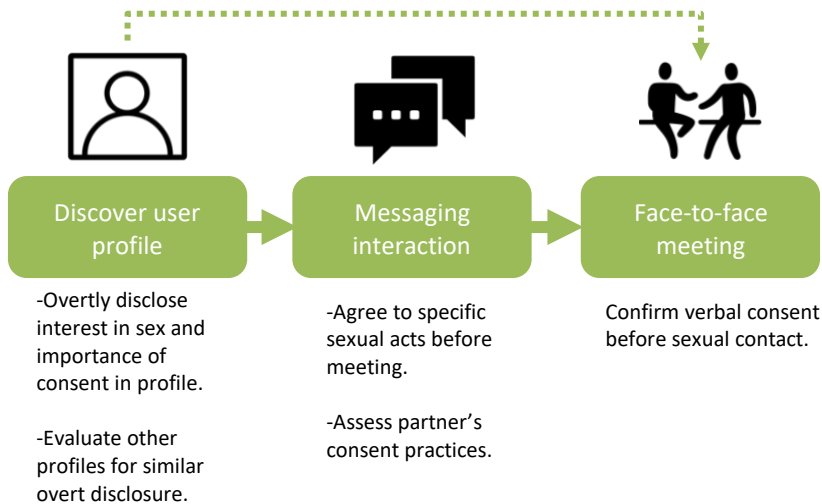 Discover user
profile
Messaging
interaction
Face-to-face
meeting
-Overtly disclose
interest in sex and
importance of
consent in profile.
-Evaluate other
profiles for similar
overt disclosure.
-Agree to specific
sexual acts before
meeting.
-Assess partner’s
consent practices.
Confirm verbal consent
before sexual contact.